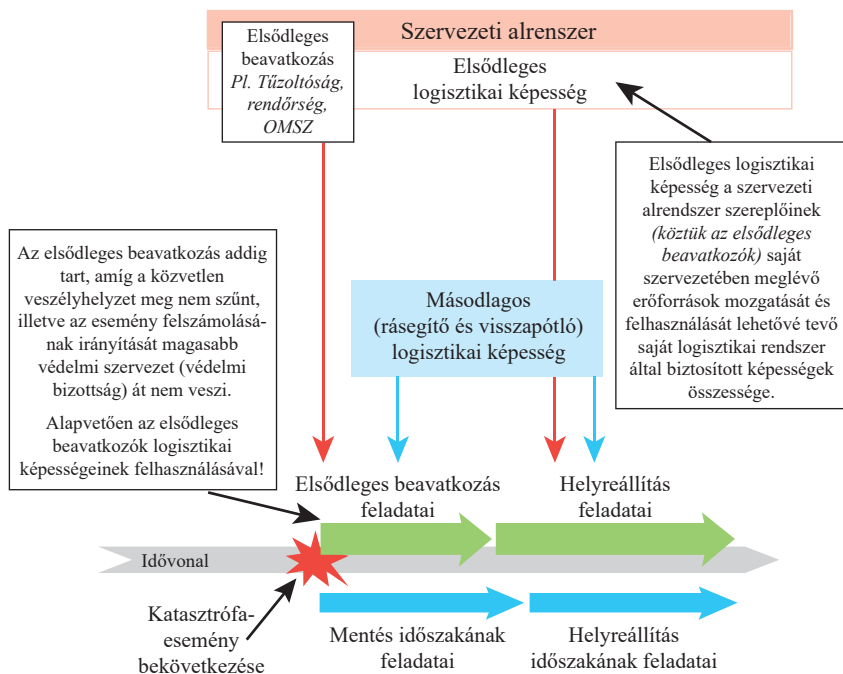 Szervezeti alrenszer
Elsődleges
beavatkozás
Pl. Tűzoltóság,
rendőrség,
OMSZ
Elsődleges
logisztikai képesség
Elsődleges logisztikai
képesség a szervezeti
alrendszer szereplőinek
(köztük az elsődleges
beavatkozók) saját
szervezetében meglévő
erőforrások mozgatását és
felhasználását lehetővé tevő
saját logisztikai rendszer
által biztosított képességek
összessége.
Az elsődleges beavatkozás addig
tart, amíg a közvetlen
veszélyhelyzet meg nem szűnt,
illetve az esemény felszámolásá-
nak irányítását magasabb
védelmi szervezet (védelmi
bizottság) át nem veszi.
Alapvetően az elsődleges
beavatkozók logisztikai
képességeinek felhasználásával!
Másodlagos
(rásegítő és visszapótló)
logisztikai képesség
Elsődleges beavatkozás
feladatai
Helyreállítás
feladatai
Idővonal
Katasztrófa-
esemény
bekövetkezése
Mentés időszakának
feladatai
Helyreállítás
időszakának feladatai